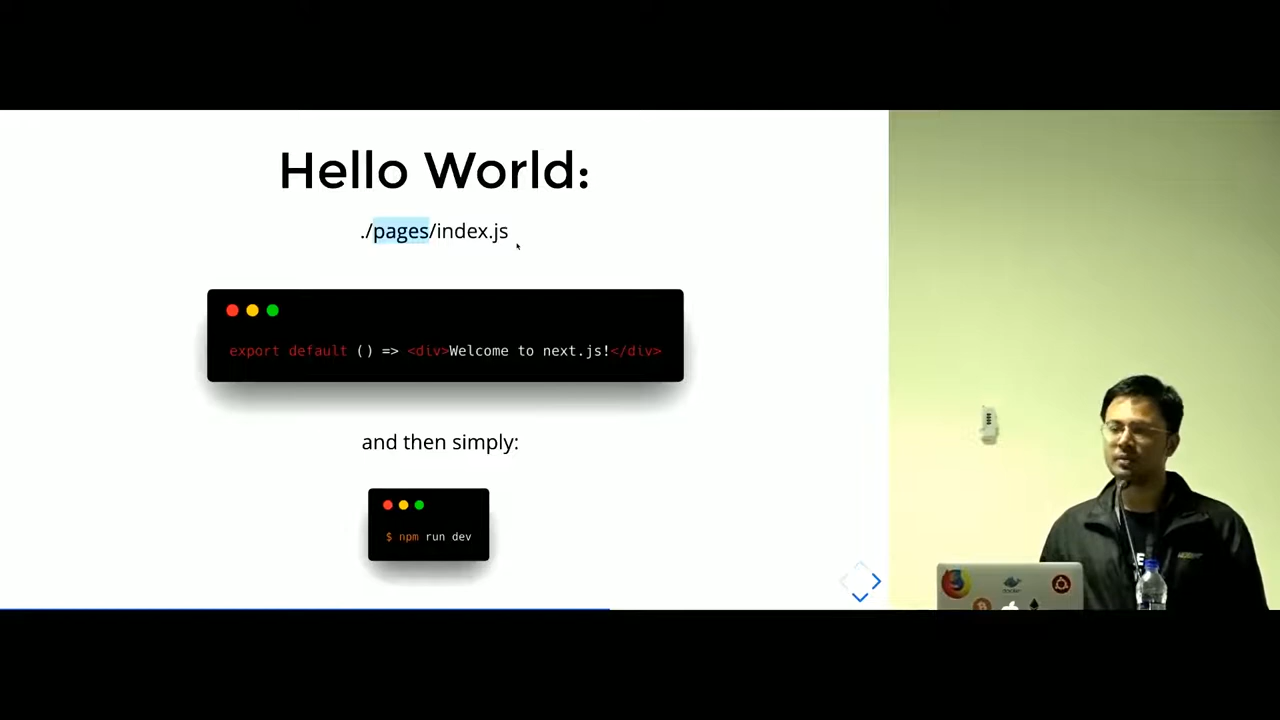 Hello World:
./pages/index.js
export default () => <div>Welcome to next.js!</div>
and then simply:
$ npm run dev
docker